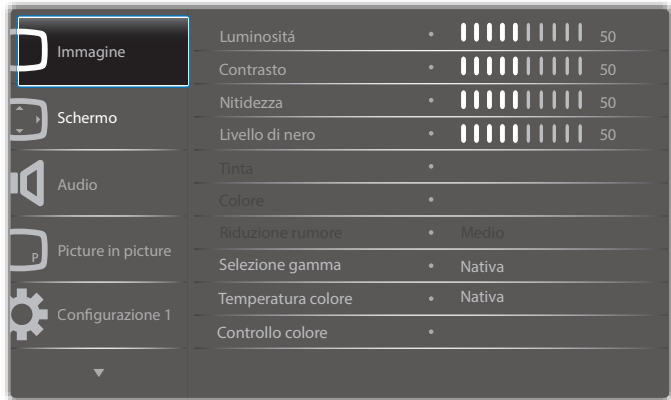 Immagine
Schermo
Audio
P
Picture in picture
Configurazione 1
Luminositá 50
Contrasto 50
Nitidezza 50
Livello di nero 50
Tinta
Colore
Riduzione rumore Medio
Selezione gamma Nativa
Temperatura colore Nativa
Controllo colore